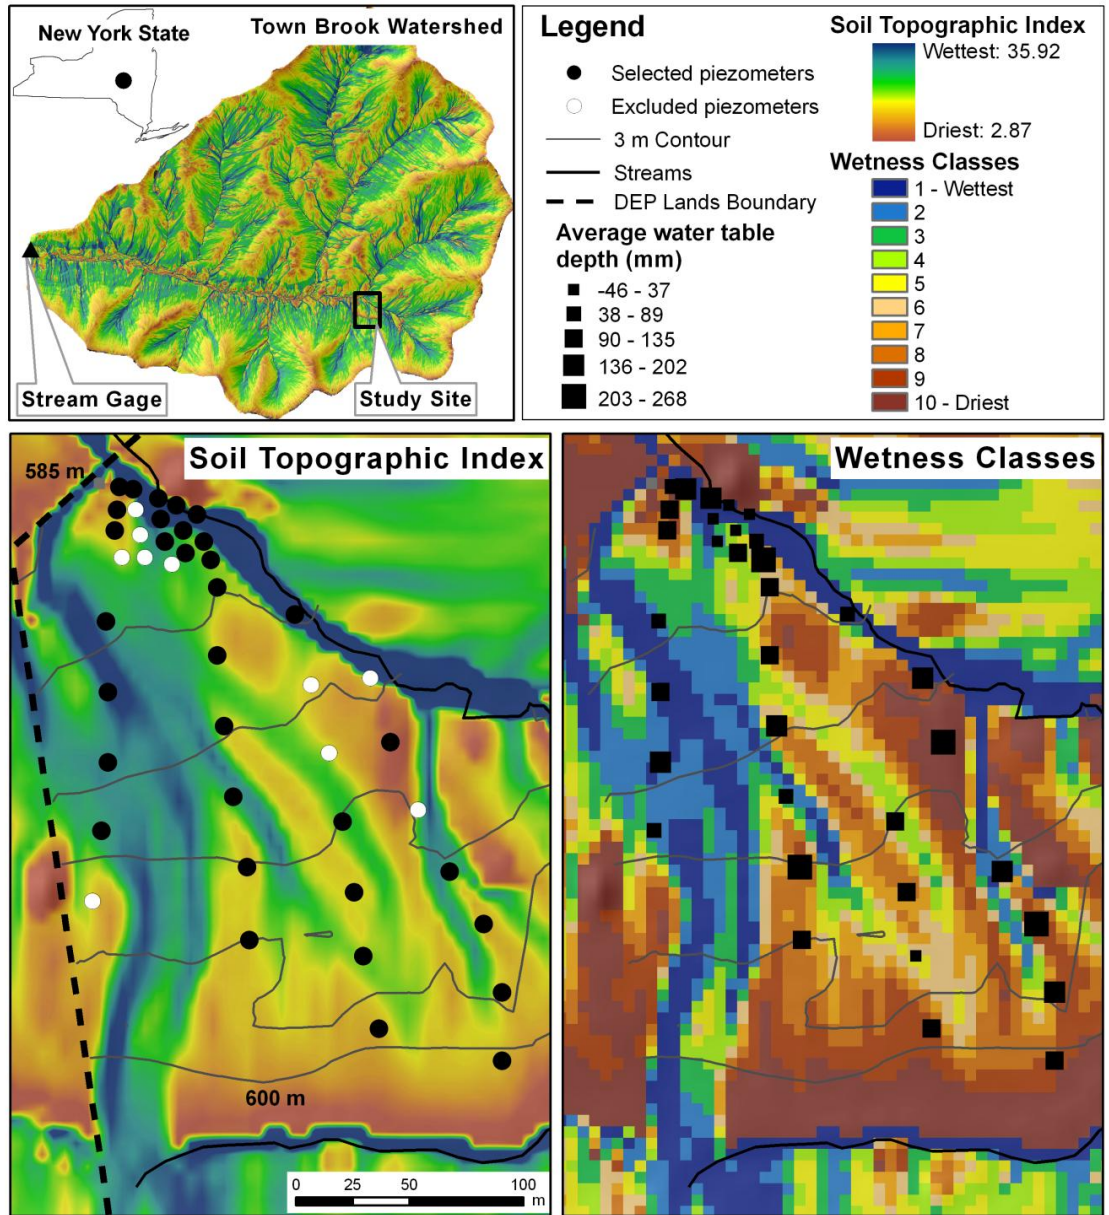 New York State
Town Brook Watershed
Stream Gage
Study Site
Legend
Selected piezometers
Excluded piezometers
3 m Contour
Streams
DEP Lands Boundary
Average water table
depth (mm)
-46 - 37
38 - 89
90 - 135
136 - 202
203 - 268
Soil Topographic Index
Wettest: 35.92
Driest: 2.87
Wetness Classes
1 - Wettest
2
3
4
5
6
7
8
9
10 - Driest
585 m
Soil Topographic Index
600 m
0 25 50 100
m
Wetness Classes